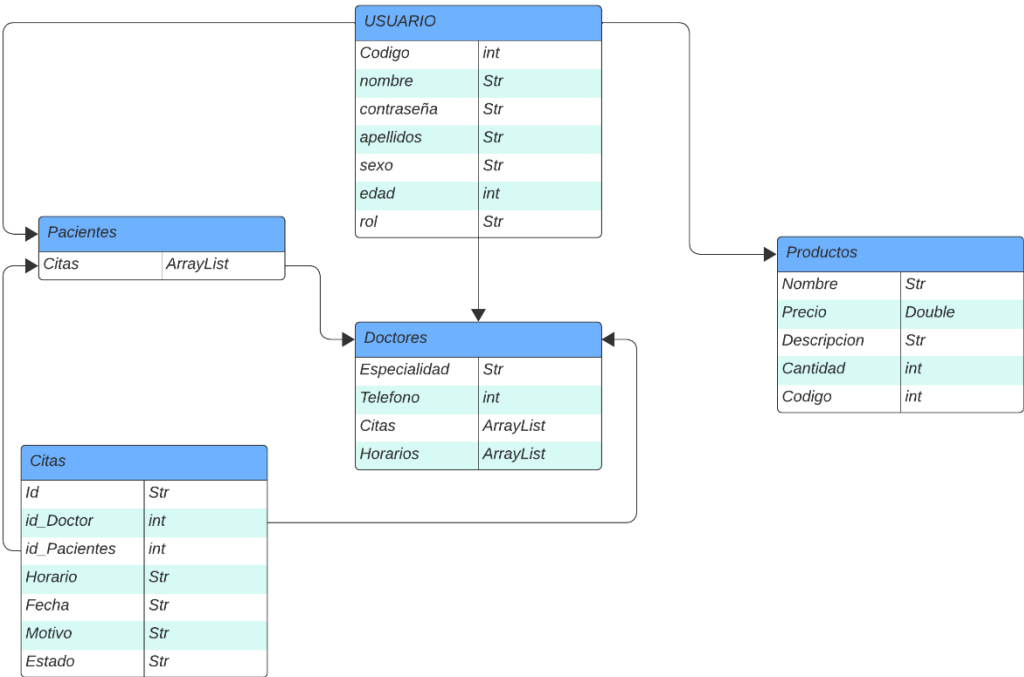 USUARIO
Codigo int
nombre Str
contraseña Str
apellidos Str
sexo Str
edad int
rol Str
Pacientes
Citas ArrayList
Productos
Nombre Str
Precio Double
Descripcion Str
Cantidad int
Codigo int
Doctores
Especialidad Str
Telefono int
Citas ArrayList
Horarios ArrayList
Citas
Id Str
id_Doctor int
id_Pacientes int
Horario Str
Fecha Str
Motivo Str
Estado Str